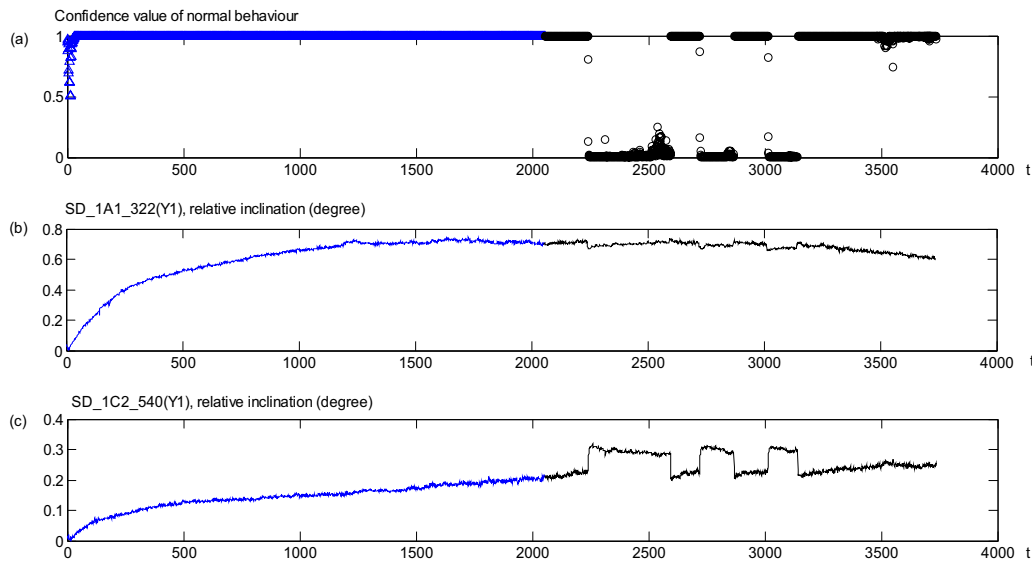 Confidence value of normal behaviour
(a)
1
0.5
0
0 500 1000 1500 2000 2500 3000 3500 4000 t
SD_1A1_322(Y1), relative inclination (degree)
(b)
0.8
0.6
0.4
0.2
0
0 500 1000 1500 2000 2500 3000 3500 4000 t
SD_1C2_540(Y1), relative inclination (degree)
(c)
0.4
0.3
0.2
0.1
0
0 500 1000 1500 2000 2500 3000 3500 4000 t